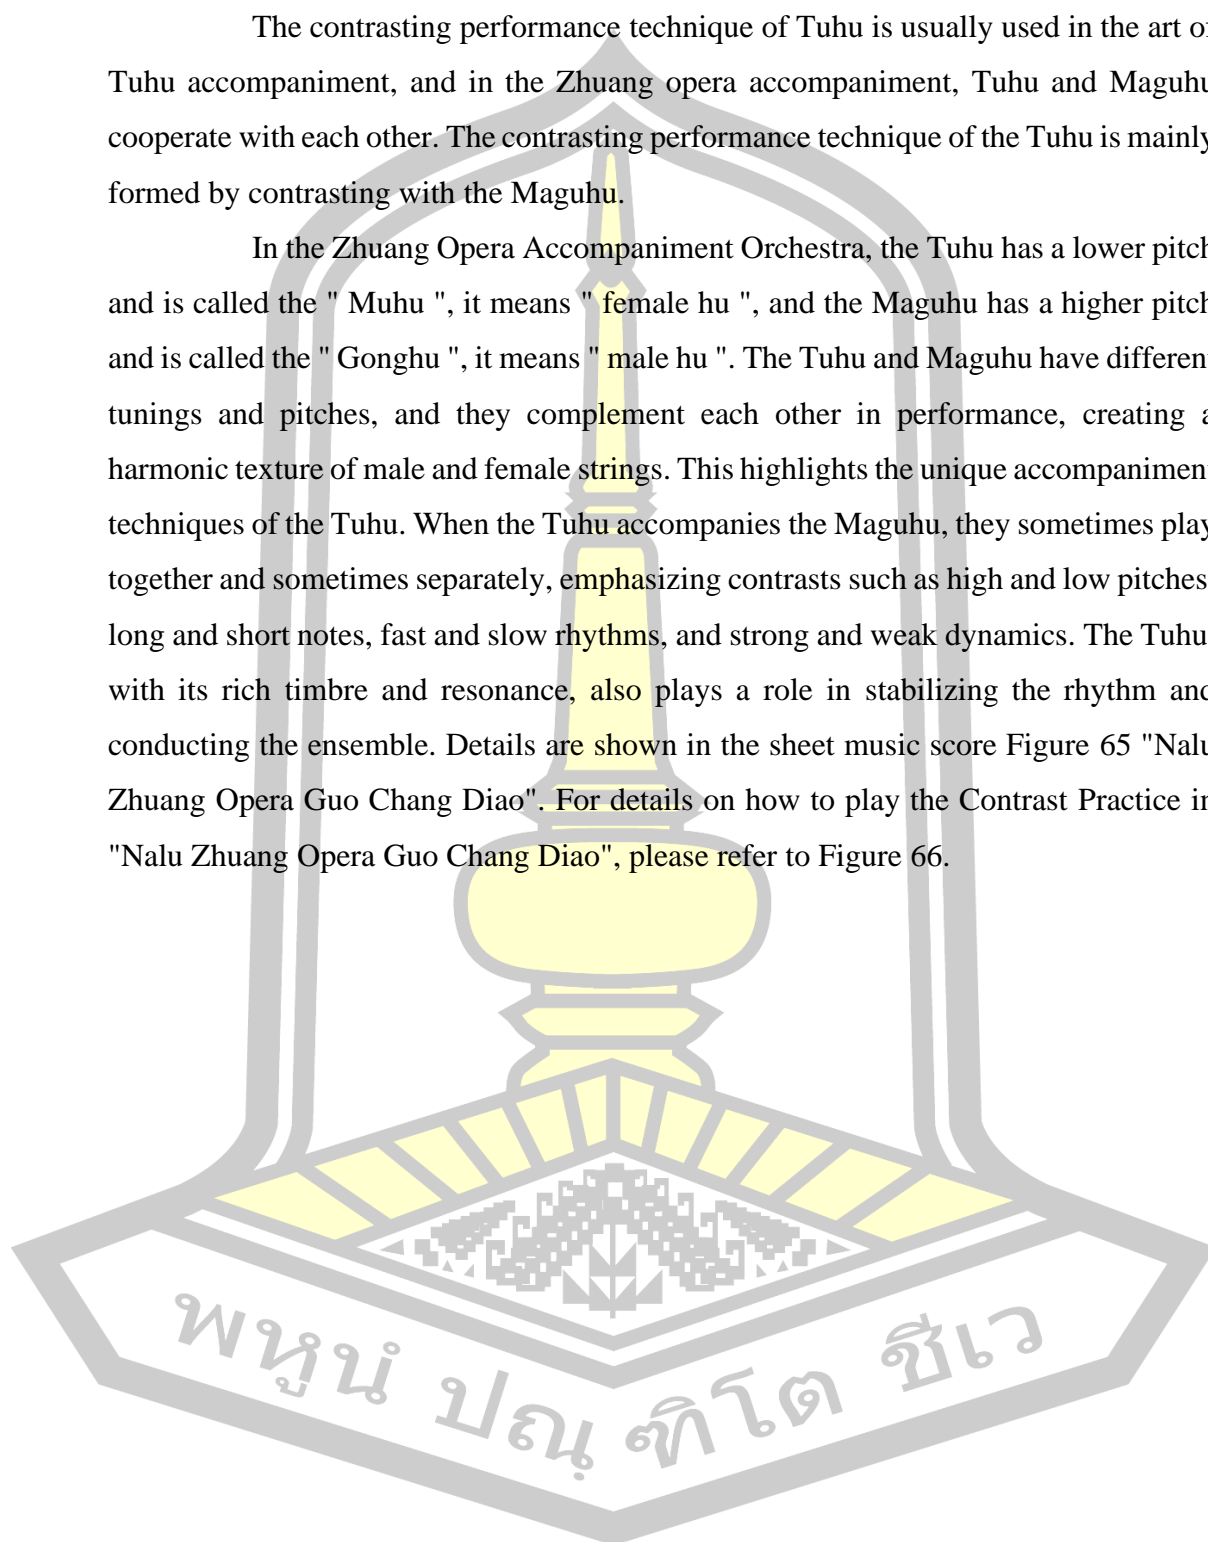 The contrasting performance technique of Tuhu is usually used in the art of
Tuhu accompaniment, and in the Zhuang opera accompaniment, Tuhu and Maguhu
cooperate with each other. The contrasting performance technique of the Tuhu is mainly
formed by contrasting with the Maguhu.
In the Zhuang Opera Accompaniment Orchestra, the Tuhu has a lower pitch
and is called the " Muhu ", it means " female hu ", and the Maguhu has a higher pitch
and is called the " Gonghu ", it means " male hu ". The Tuhu and Maguhu have different
tunings and pitches, and they complement each other in performance, creating a
harmonic texture of male and female strings. This highlights the unique accompaniment
techniques of the Tuhu. When the Tuhu accompanies the Maguhu, they sometimes play
together and sometimes separately, emphasizing contrasts such as high and low pitches
long and short notes, fast and slow rhythms, and strong and weak dynamics. The Tuhu
with its rich timbre and resonance, also plays a role in stabilizing the rhythm and
conducting the ensemble. Details are shown in the sheet music score Figure 65 "Nalu
Zhuang Opera Guo Chang Diao". For details on how to play the Contrast Practice in
"Nalu Zhuang Opera Guo Chang Diao", please refer to Figure 66.
พหูนํ ปณฺฑิโต ชีเว